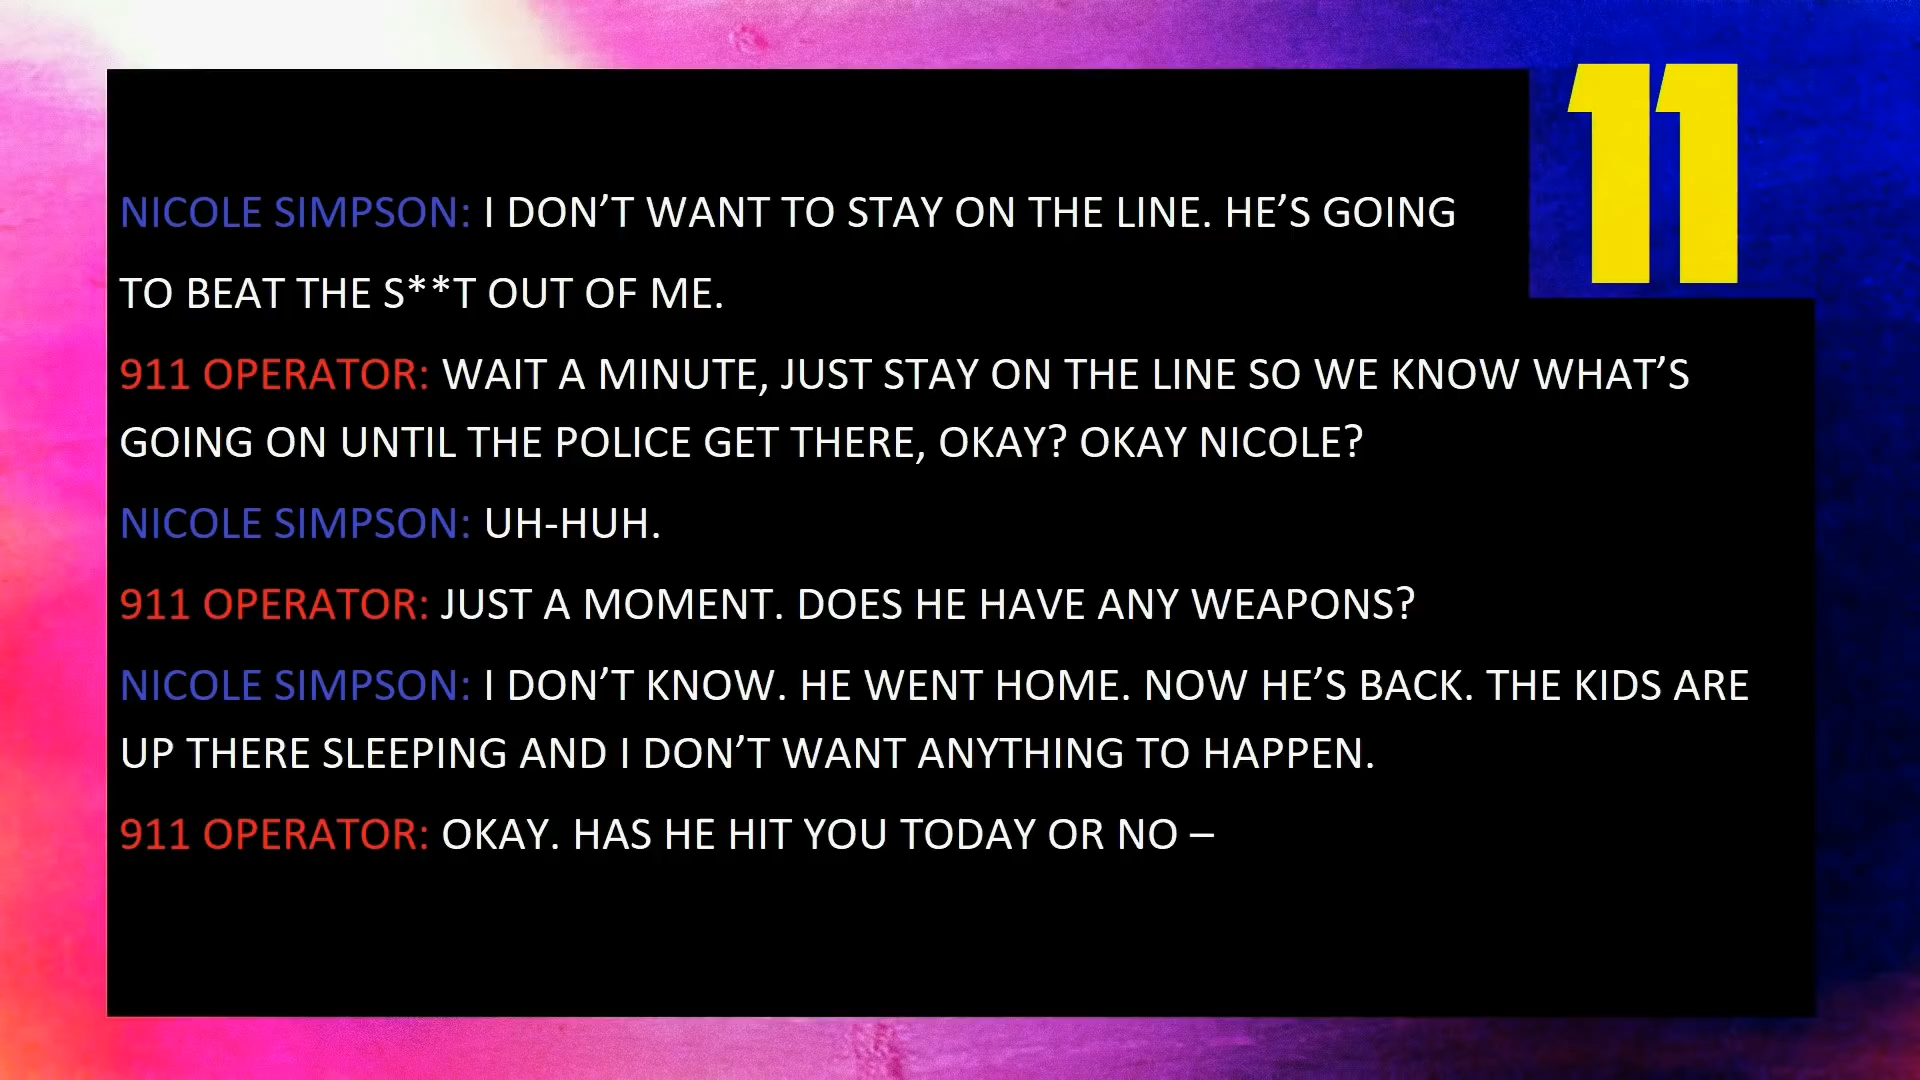 11
NICOLE SIMPSON: I DON’T WANT TO STAY ON THE LINE. HE’S GOING
TO BEAT THE S**T OUT OF ME.
911 OPERATOR: WAIT A MINUTE, JUST STAY ON THE LINE SO WE KNOW WHAT’S
GOING ON UNTIL THE POLICE GET THERE, OKAY? OKAY NICOLE?
NICOLE SIMPSON: UH-HUH.
911 OPERATOR: JUST A MOMENT. DOES HE HAVE ANY WEAPONS?
NICOLE SIMPSON: I DON’T KNOW. HE WENT HOME. NOW HE’S BACK. THE KIDS ARE
UP THERE SLEEPING AND I DON’T WANT ANYTHING TO HAPPEN.
911 OPERATOR: OKAY. HAS HE HIT YOU TODAY OR NO –